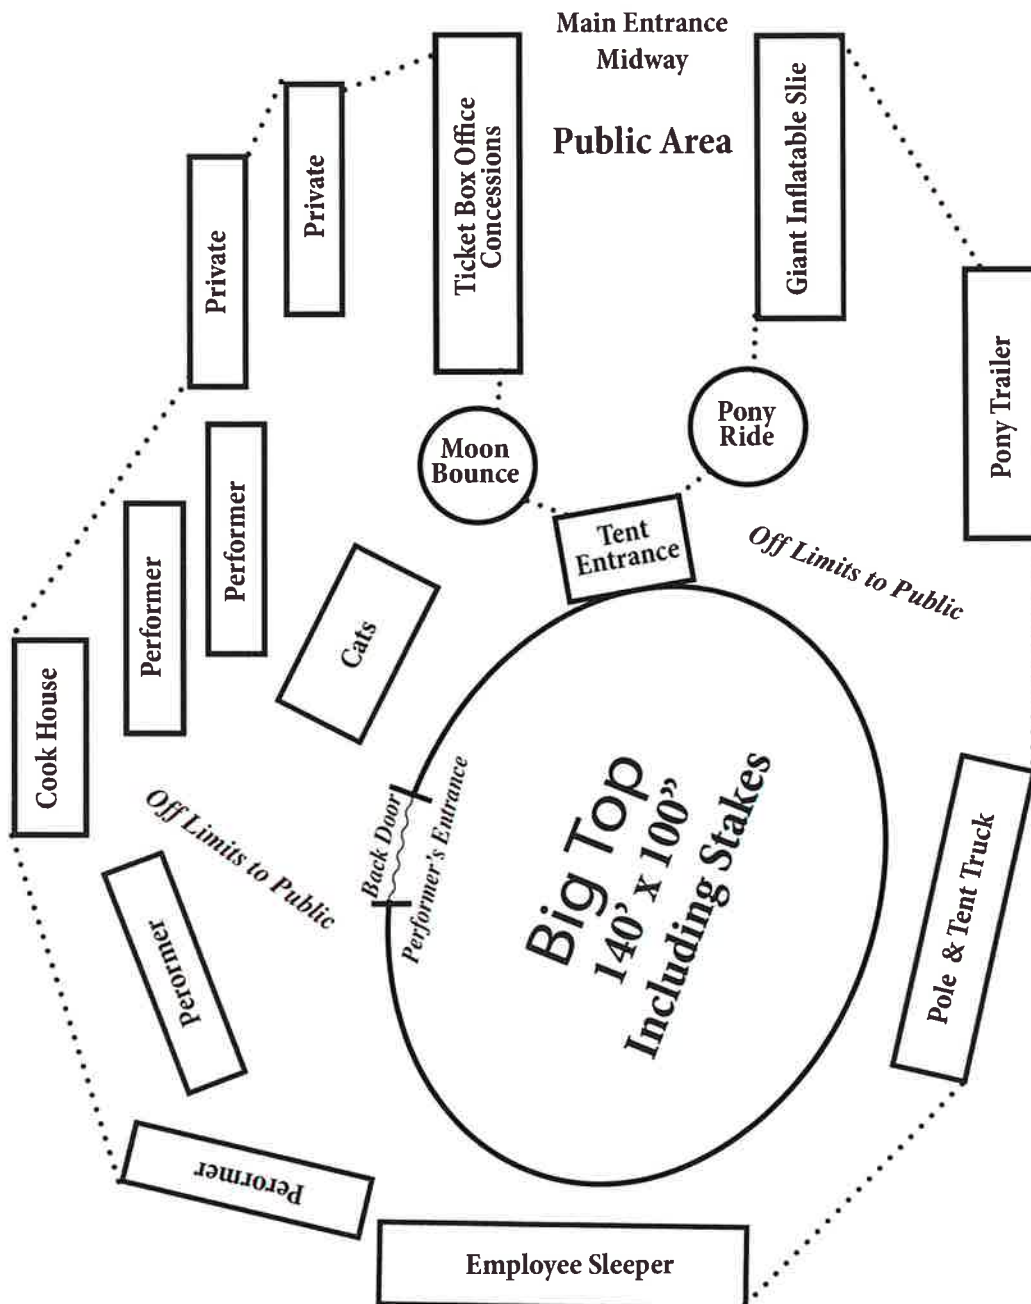 Main Entrance
Midway
Public Area
Ticket Box Office
Concessions
Giant Inflatable Slie
Private
Private
Pony Trailer
Moon
Bounce
Pony
Ride
Tent
Entrance
Off Limits to Public
Performer
Performer
Cats
Cook House
Off Limits to Public
Back Door
Performer's Entrance
Big Top
140' x 100"
Including Stakes
Pole & Tent Truck
Perormer
Perormer
Employee Sleeper